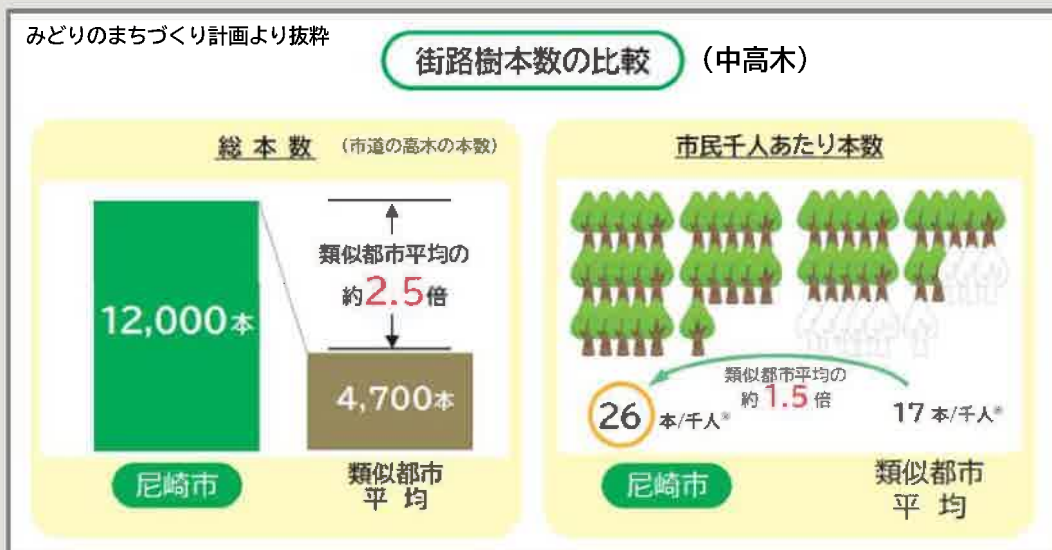 みどりのまちづくり計画より抜粋
街路樹本数の比較 (中高木)
総本数 (市道の高木の本数)
類似都市平均の
約2.5倍
12,000本
4,700本
尼崎市
類似都市
平均
市民千人あたり本数
類似都市平均の
約1.5倍
26本/千人※
17本/千人※
尼崎市
類似都市
平均